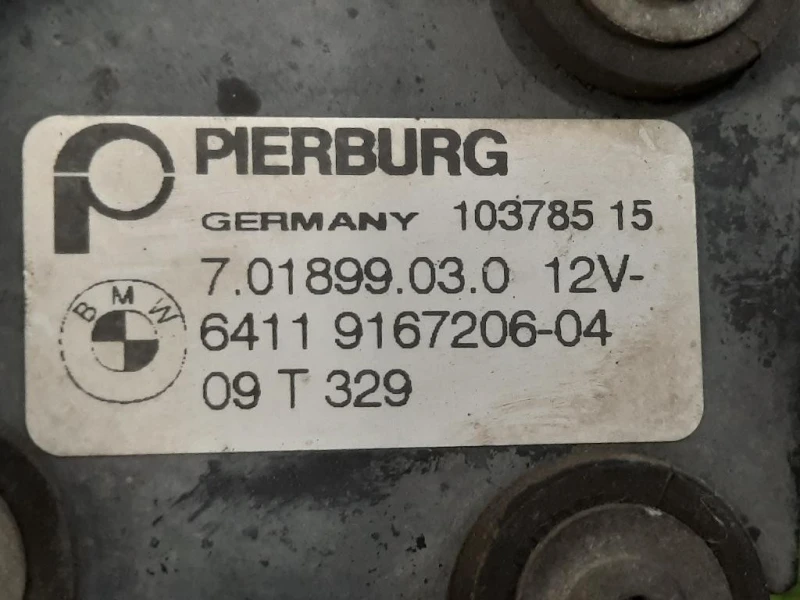 PIERBURG
GERMANY 103785 15
7.01899.03.0 12V-
BMW
6411 9167206-04
09 T 329